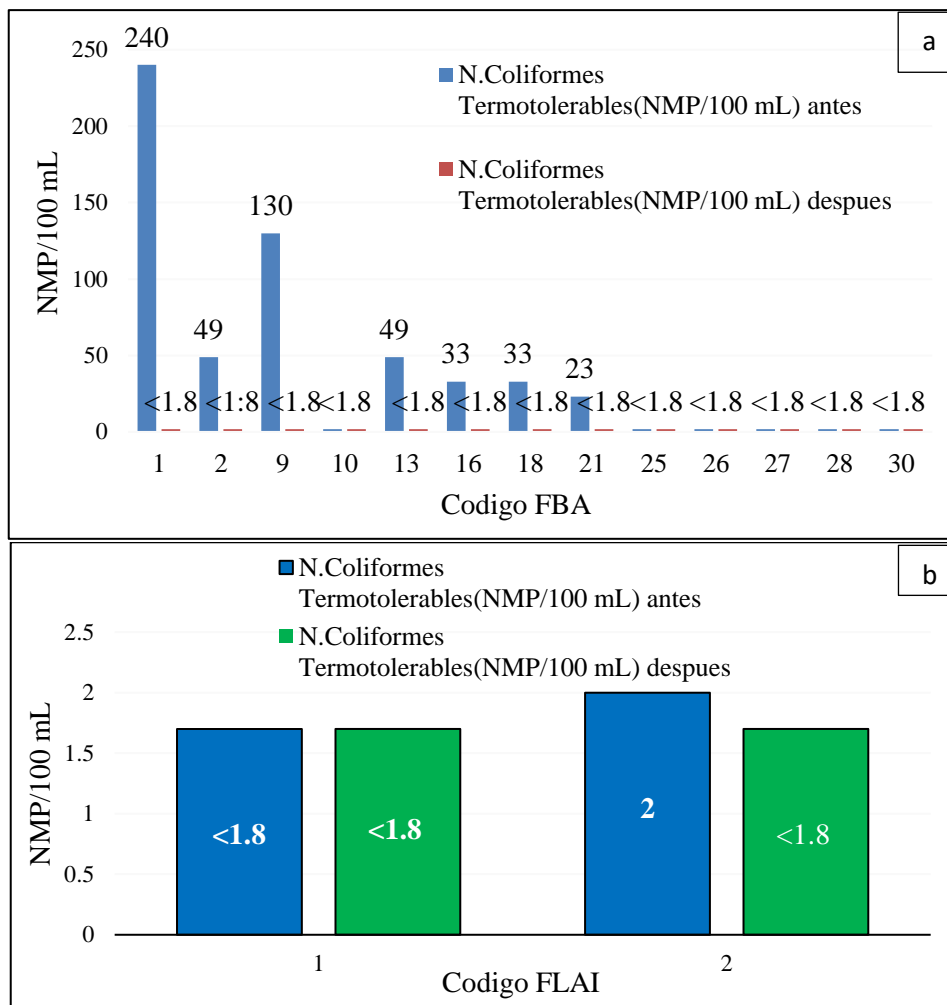 a
240
250
200
150
100
50
0
NMP/100 mL
N.Coliformes
Termotolerables(NMP/100 mL) antes
N.Coliformes
Termotolerables(NMP/100 mL) despues
130
49
49
33
33
23
<1.8 <1:8 <1.8 <1.8 <1.8 <1.8 <1.8 <1.8 <1.8 <1.8 <1.8 <1.8 <1.8
1 2 9 10 13 16 18 21 25 26 27 28 30
Codigo FBA
b
N.Coliformes
Termotolerables(NMP/100 mL) antes
N.Coliformes
Termotolerables(NMP/100 mL) despues
2.5
2
1.5
1
0.5
0
NMP/100 mL
<1.8 <1.8 2 <1.8
1 2
Codigo FLAI